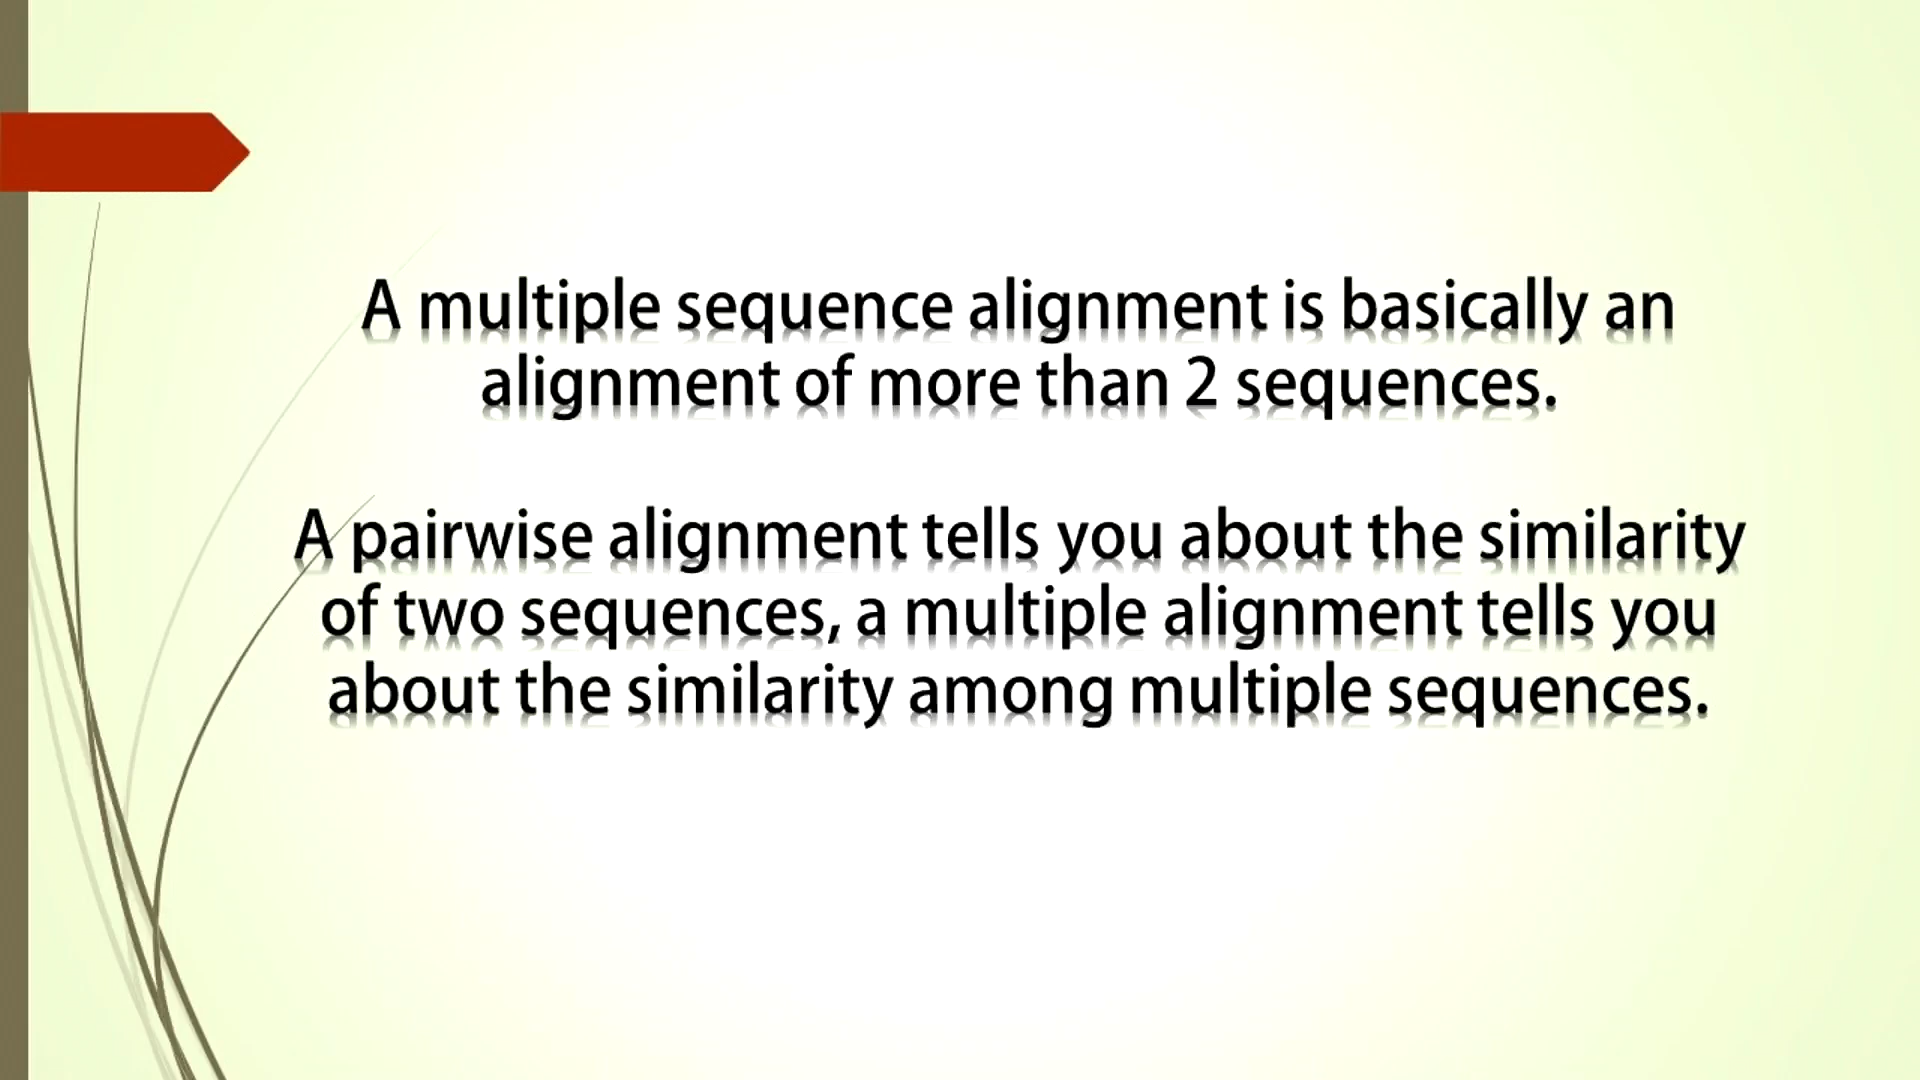 A multiple sequence alignment is basically an
alignment of more than 2 sequences.
A pairwise alignment tells you about the similarity
of two sequences, a multiple alignment tells you
about the similarity among multiple sequences.